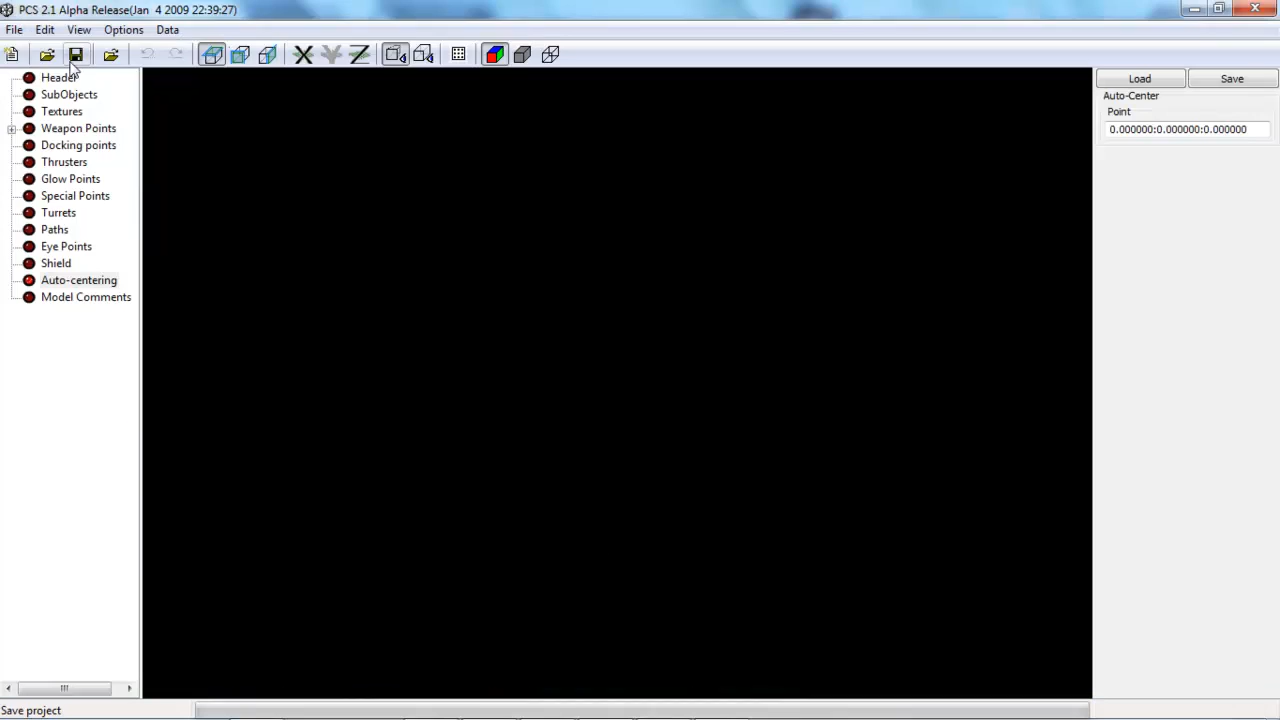 PCS 2.1 Alpha Release(Jan  4 2009 22:39:27)
File Edit View Options Data
Header
SubObjects
Textures
Weapon Points
Docking points
Thrusters
Glow Points
Special Points
Turrets
Paths
Eye Points
Shield
Auto-centering
Model Comments
Load Save
Auto-Center
Point
0.000000:0.000000:0.000000
Save project